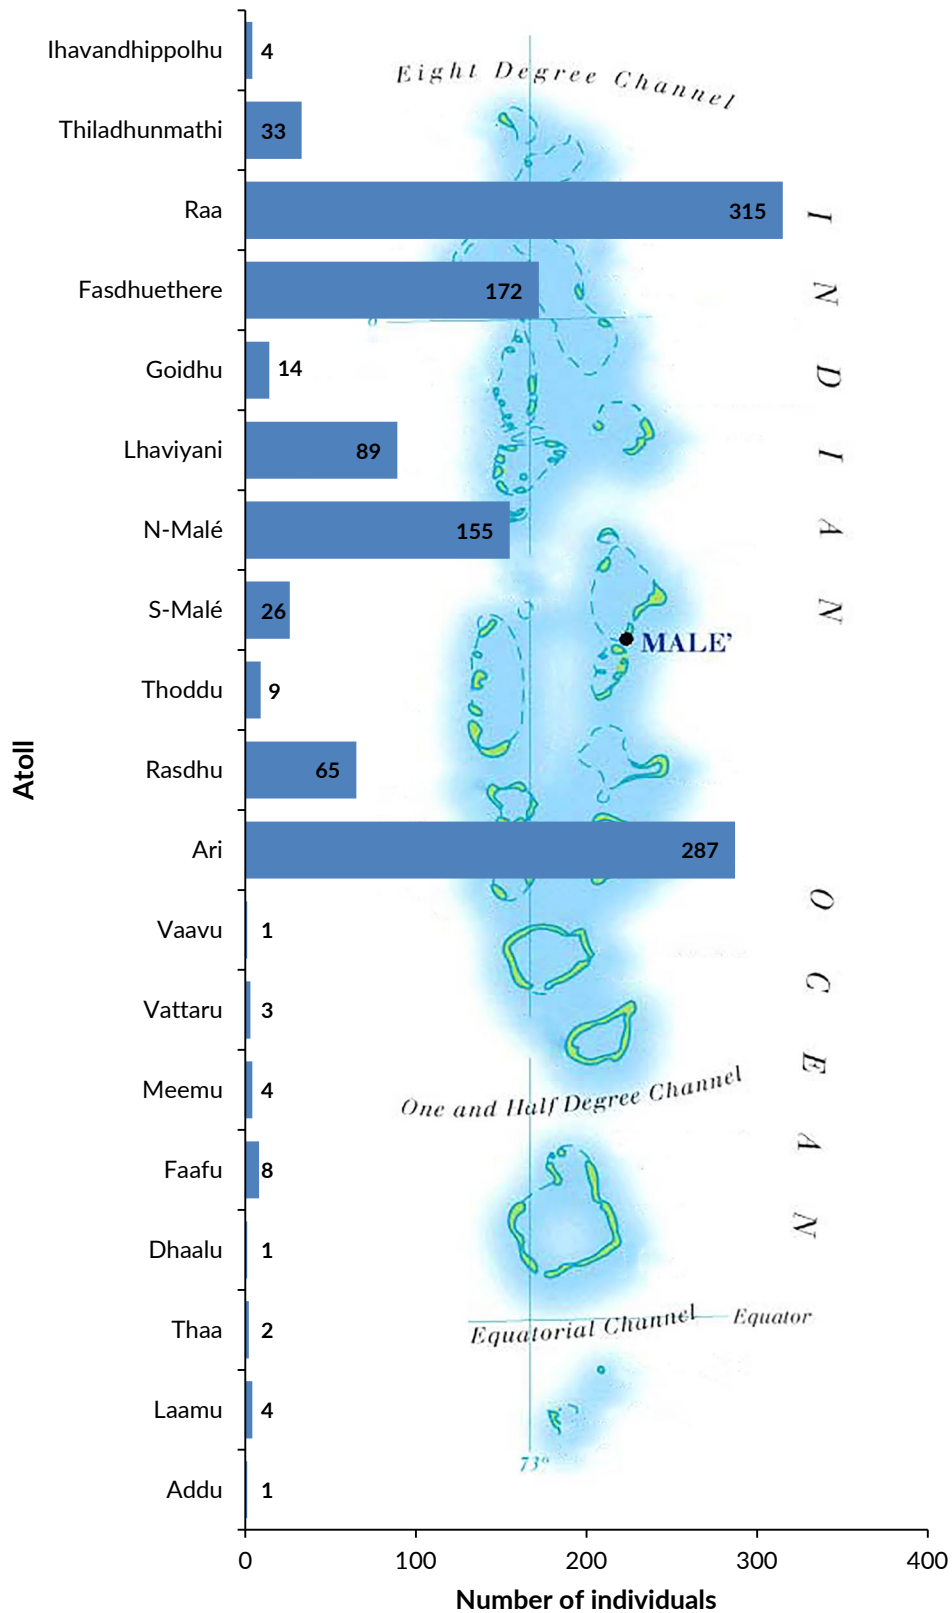 Ihavandhippolhu 4
Eight Degree Channel
Thiladhunmathi 33
Raa 315
Fasdhuethere 172
Goidhu 14
Lhaviyani 89
N-Malé 155
S-Malé 26
MALE’
Thoddu 9
Rasdhu 65
Ari 287
Vaavu 1
Vattaru 3
Meemu 4
One and Half Degree Channel
Faafu 8
Dhaalu 1
Thaa 2
Equatorial Channel
Equator
Laamu 4
73°
Addu 1
INDIAN
OCEAN
Atoll
0 100 200 300 400
Number of individuals